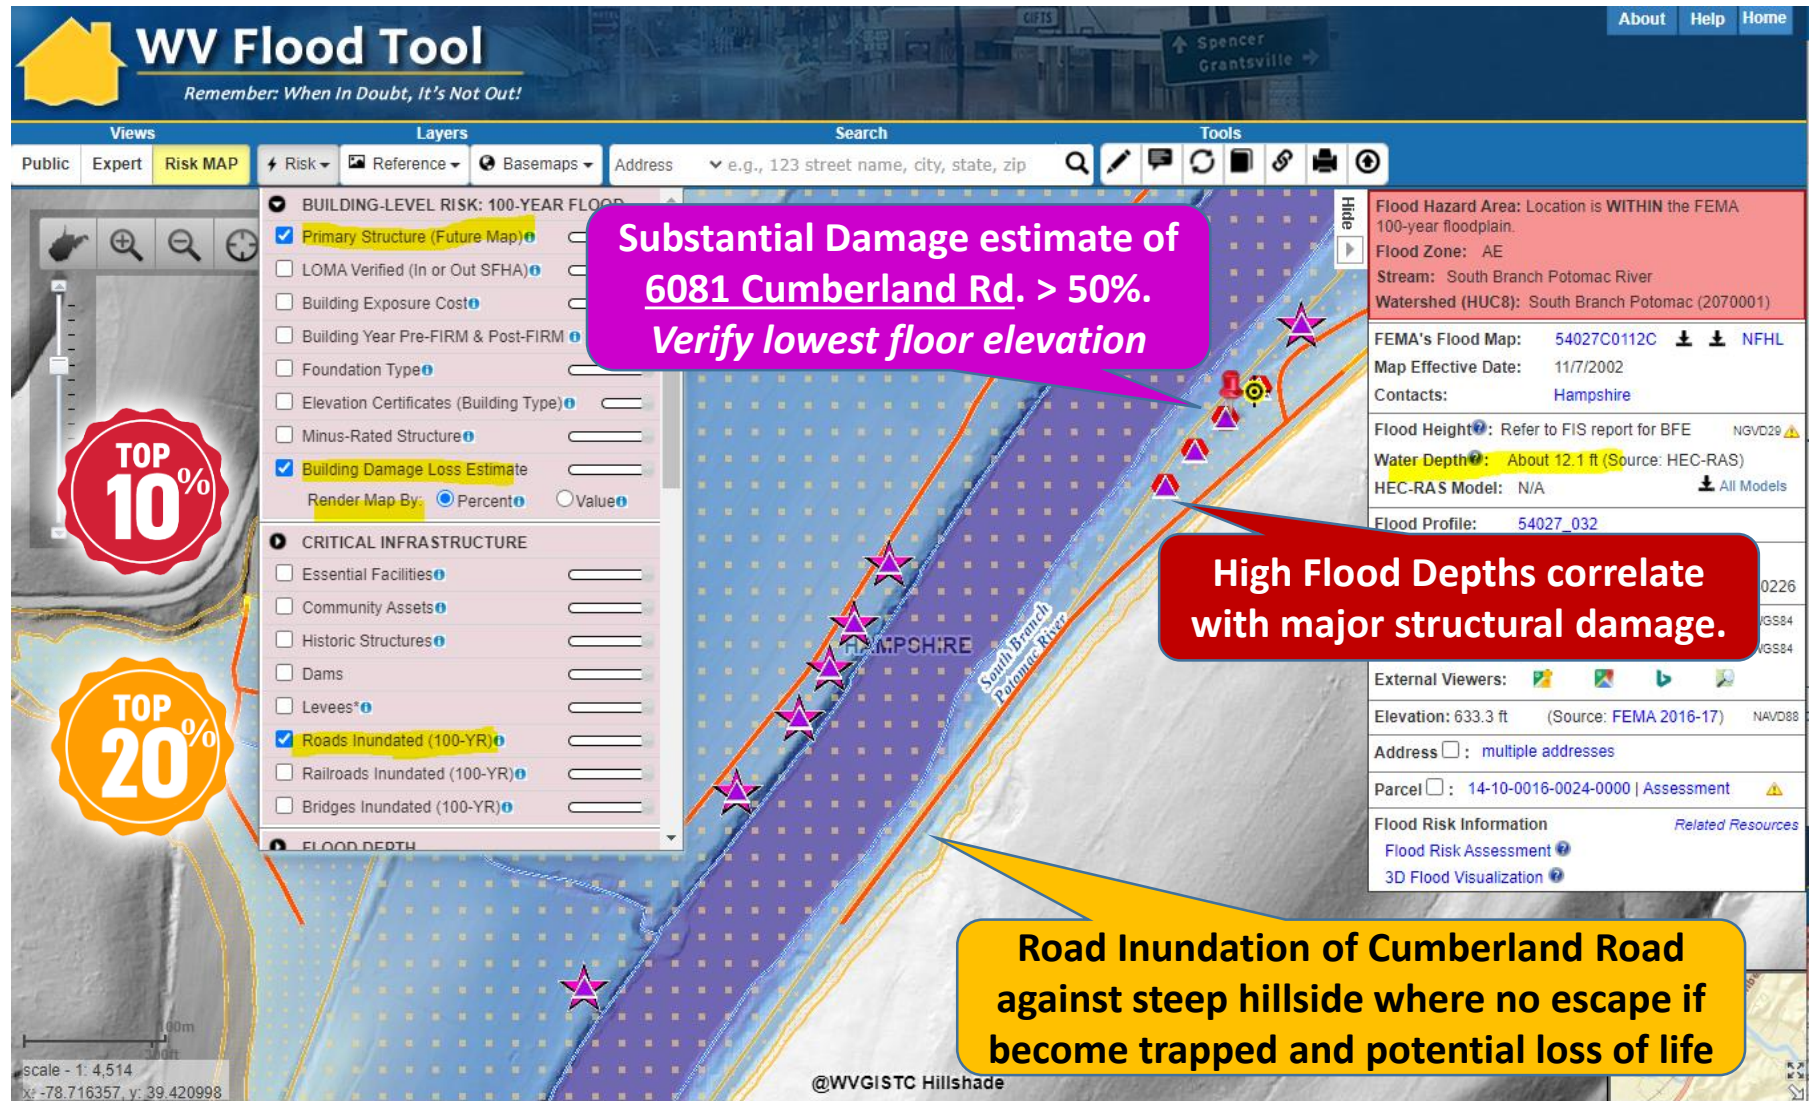 WV Flood Tool
Remember: When In Doubt, It's Not Out!
GIFTS
Spencer
Grantsville
About Help Home
Views Layers Search Tools
Public Expert Risk MAP Risk Reference Basemaps Address e.g., 123 street name, city, state, zip
BUILDING-LEVEL RISK: 100-YEAR FLOOD
Primary Structure (Future Map)
LOMA Verified (In or Out SFHA)
Building Exposure Cost
Building Year Pre-FIRM & Post-FIRM
Foundation Type
Elevation Certificates (Building Type)
Minus-Rated Structure
Building Damage Loss Estimate
Render Map By: Percent Value
CRITICAL INFRASTRUCTURE
Essential Facilities
Community Assets
Historic Structures
Dams
Levees*
Roads Inundated (100-YR)
Railroads Inundated (100-YR)
Bridges Inundated (100-YR)
FLOOD DEPTH
TOP
10%
TOP
20%
Substantial Damage estimate of
6081 Cumberland Rd. > 50%.
Verify lowest floor elevation
Hide
Flood Hazard Area: Location is WITHIN the FEMA
100-year floodplain.
Flood Zone: AE
Stream: South Branch Potomac River
Watershed (HUC8): South Branch Potomac (2070001)
FEMA's Flood Map: 54027C0112C NFHL
Map Effective Date: 11/7/2002
Contacts: Hampshire
Flood Height: Refer to FIS report for BFE NGVD29
Water Depth: About 12.1 ft (Source: HEC-RAS)
HEC-RAS Model: N/A All Models
Flood Profile: 54027_032
High Flood Depths correlate
with major structural damage.
0226
WGS84
WGS84
External Viewers:
Elevation: 633.3 ft (Source: FEMA 2016-17) NAVD88
Address : multiple addresses
Parcel : 14-10-0016-0024-0000 | Assessment
Flood Risk Information Related Resources
Flood Risk Assessment
3D Flood Visualization
HAMPSHIRE
South Branch
Potomac River
Road Inundation of Cumberland Road
against steep hillside where no escape if
become trapped and potential loss of life
100m
300ft
scale - 1: 4,514
x: -78.716357, y: 39.420998
@WVGISTC Hillshade